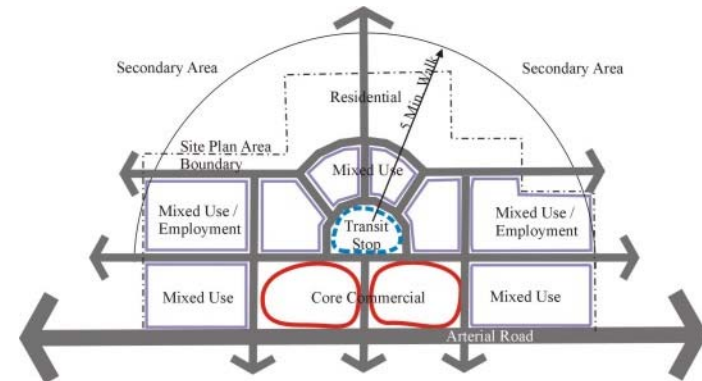 Secondary Area
Secondary Area
Residential
5 Min. Walk
Site Plan Area
Boundary
Mixed Use
Mixed Use /
Employment
Transit
Stop
Mixed Use /
Employment
Mixed Use
Core Commercial
Mixed Use
Arterial Road